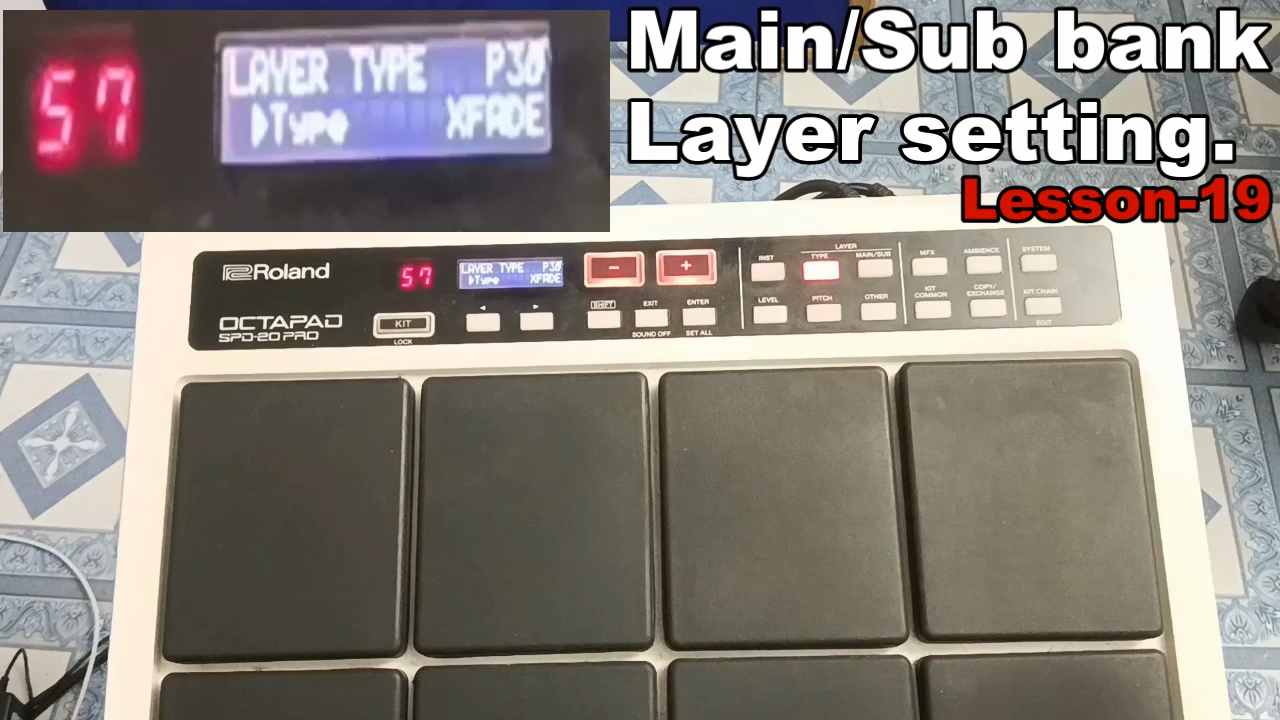 57
LAYER TYPE P30
Type XFADE
Main/Sub bank
Layer setting.
Lesson-19
Roland
OCTAPAD
SPD-20 PRO
57
LAYER TYPE P30
Type XFADE
- +
KIT
LOCK
SHIFT EXIT ENTER
SOUND OFF SET ALL
LAYER
INST TYPE MAIN/SUB MFX AMBIENCE SYSTEM
LEVEL PITCH OTHER KIT COMMON COPY/EXCHANGE KIT CHAIN
EDIT